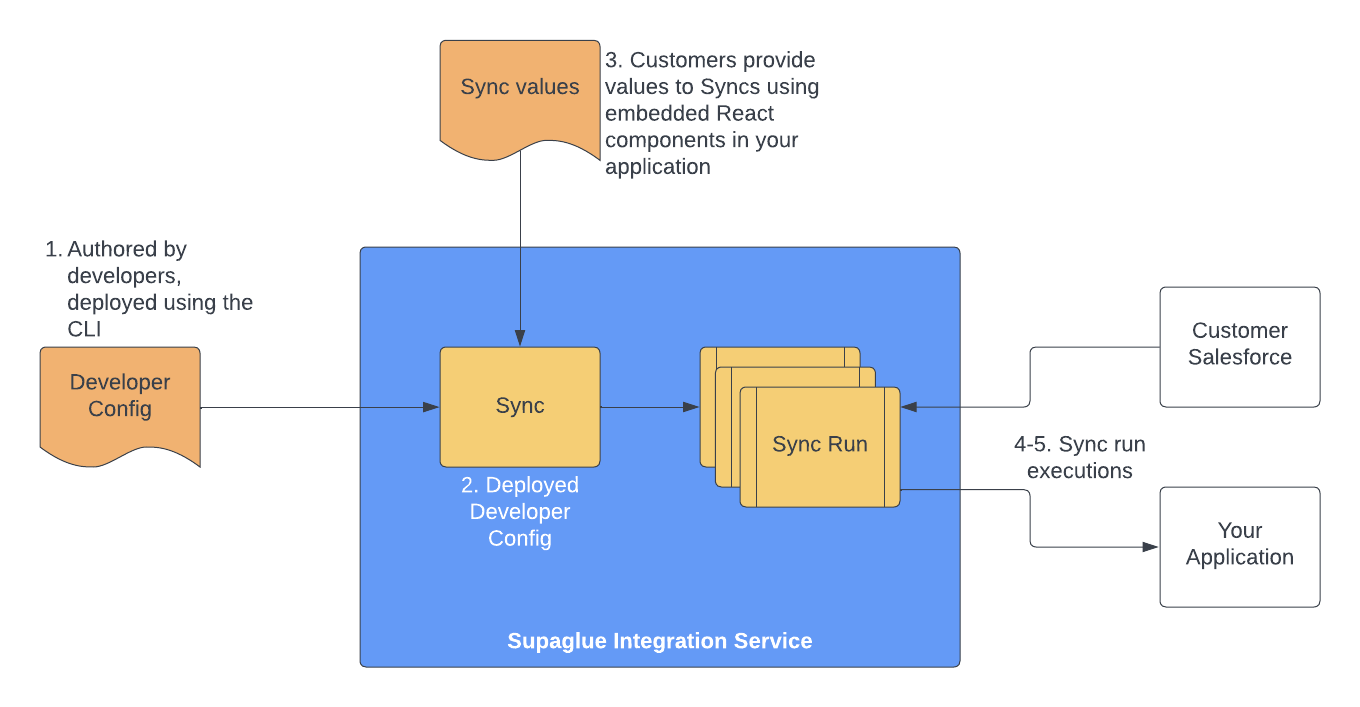 Sync values
3. Customers provide
values to Syncs using
embedded React
components in your
application
1. Authored by
developers,
deployed using the
CLI
Developer
Config
Sync
2. Deployed
Developer
Config
Sync Run
Customer
Salesforce
4-5. Sync run
executions
Your
Application
Supaglue Integration Service